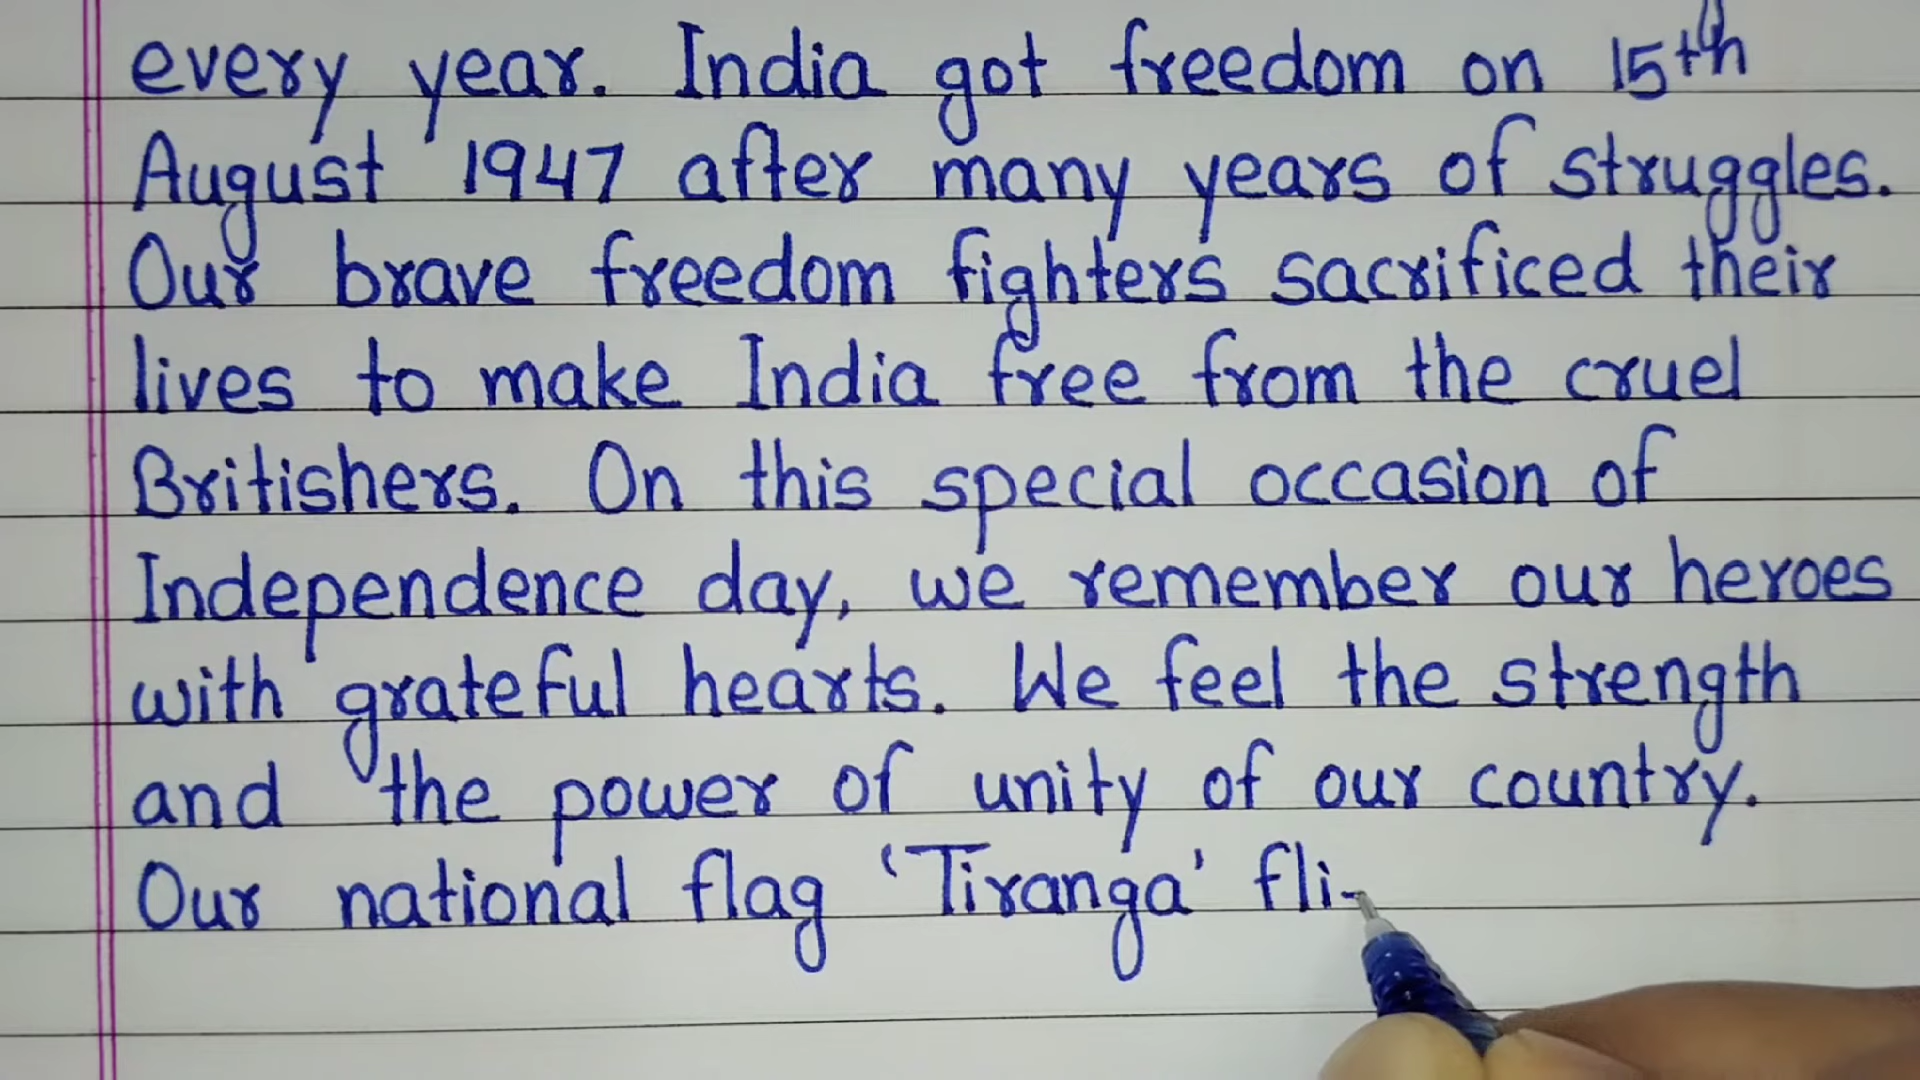 every year. India got freedom on 15th
August 1947 after many years of struggles.
Our brave freedom fighters sacrificed their
lives to make India free from the cruel
Britishers. On this special occasion of
Independence day, we remember our heroes
with grateful hearts. We feel the strength
and the power of unity of our country.
Our national flag 'Tiranga' fli